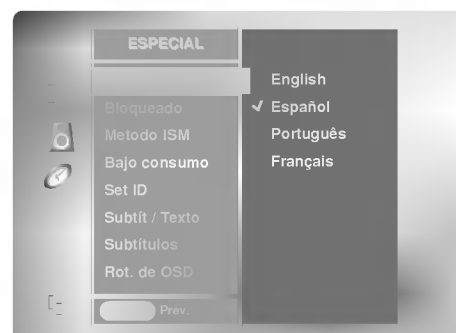 ESPECIAL
English
Bloqueado
✓ Español
Metodo ISM
Português
Bajo consumo
Français
Set ID
Subtít / Texto
Subtítulos
Rot. de OSD
Prev.